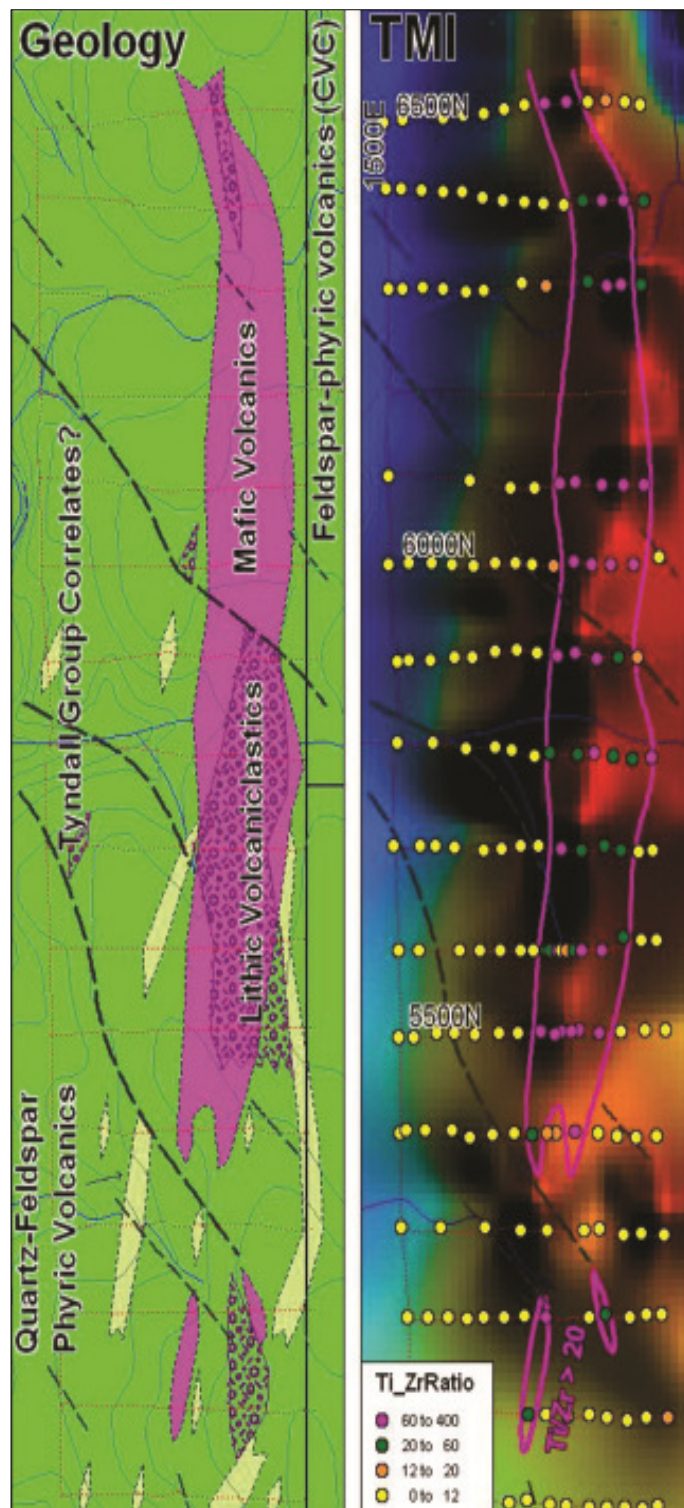 Geology
Feldspar-phyric volcanics (CVC)
Mafic Volcanics
Tyndall Group Correlates?
Lithic Volcaniclastics
Quartz-Feldspar
Phyric Volcanics
TMI
6500N
1500E
6000N
5500N
Ti/Zr > 20
Ti_ZrRatio
60 to 400
20 to 60
12 to 20
0 to 12